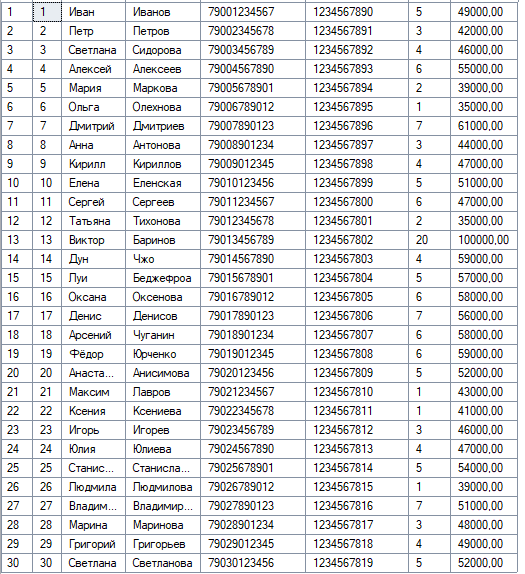 1 1 Иван Иванов 79001234567 1234567890 5 49000,00
2 2 Петр Петров 79002345678 1234567891 3 42000,00
3 3 Светлана Сидорова 79003456789 1234567892 4 46000,00
4 4 Алексей Алексеев 79004567890 1234567893 6 55000,00
5 5 Мария Маркова 79005678901 1234567894 2 39000,00
6 6 Ольга Олехнова 79006789012 1234567895 1 35000,00
7 7 Дмитрий Дмитриев 79007890123 1234567896 7 61000,00
8 8 Анна Антонова 79008901234 1234567897 3 44000,00
9 9 Кирилл Кириллов 79009012345 1234567898 4 47000,00
10 10 Елена Еленская 79010123456 1234567899 5 51000,00
11 11 Сергей Сергеев 79011234567 1234567800 6 47000,00
12 12 Татьяна Тихонова 79012345678 1234567801 2 35000,00
13 13 Виктор Баринов 79013456789 1234567802 20 100000,00
14 14 Дун Чжо 79014567890 1234567803 4 59000,00
15 15 Луи Беджефроа 79015678901 1234567804 5 57000,00
16 16 Оксана Оксенова 79016789012 1234567805 6 58000,00
17 17 Денис Денисов 79017890123 1234567806 7 56000,00
18 18 Арсений Чуганин 79018901234 1234567807 6 58000,00
19 19 Фёдор Юрченко 79019012345 1234567808 6 59000,00
20 20 Анаста... Анисимова 79020123456 1234567809 5 52000,00
21 21 Максим Лавров 79021234567 1234567810 1 43000,00
22 22 Ксения Ксениева 79022345678 1234567811 1 41000,00
23 23 Игорь Игорев 79023456789 1234567812 3 46000,00
24 24 Юлия Юлиева 79024567890 1234567813 4 47000,00
25 25 Станис... Станисла... 79025678901 1234567814 5 54000,00
26 26 Людмила Людмилова 79026789012 1234567815 1 39000,00
27 27 Владим... Владимир... 79027890123 1234567816 7 51000,00
28 28 Марина Маринова 79028901234 1234567817 3 48000,00
29 29 Григорий Григорьев 79029012345 1234567818 4 49000,00
30 30 Светлана Светланова 79030123456 1234567819 5 52000,00